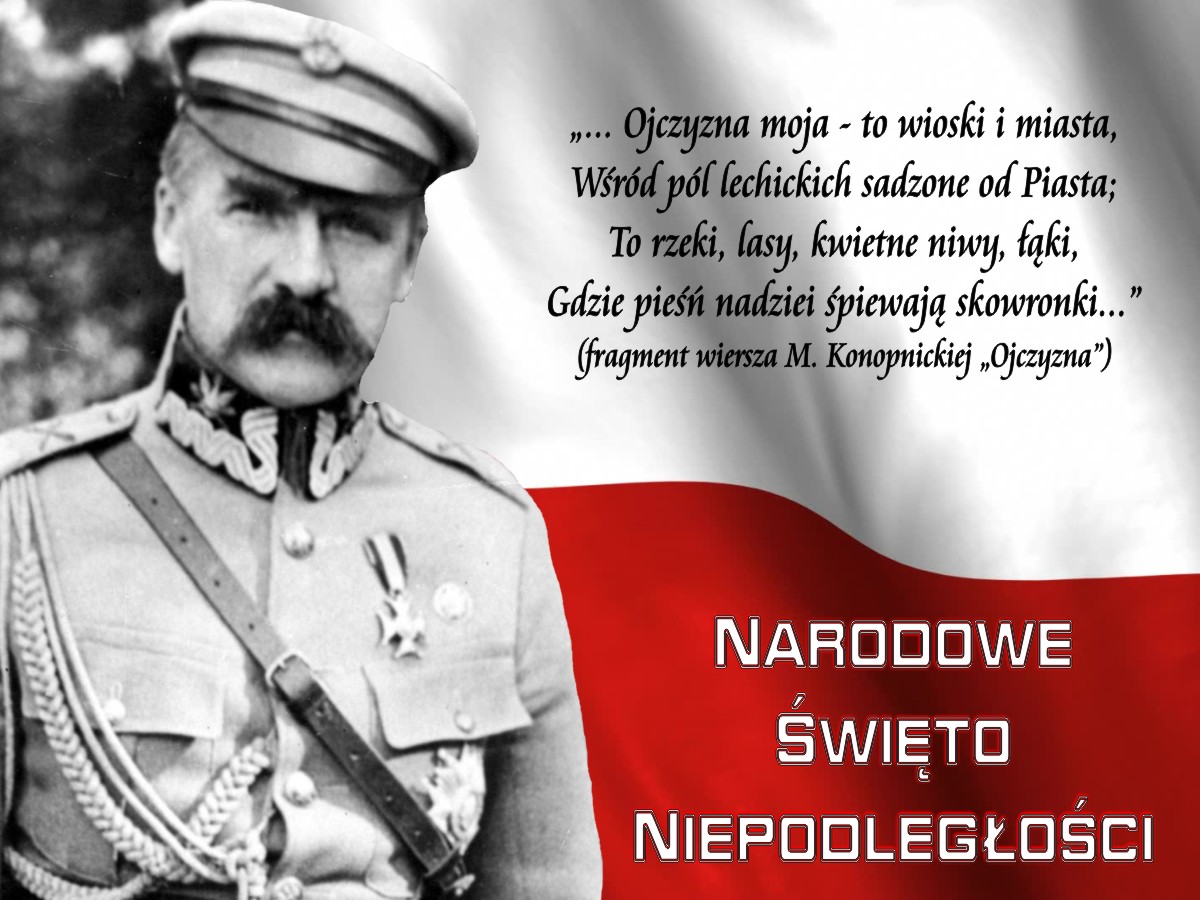 „... Ojczyzna moja - to wioski i miasta,
Wśród pól lechickich sadzone od Piasta;
To rzeki, lasy, kwietne niwy, łąki,
Gdzie pieśń nadziei śpiewają skowronki...”
(fragment wiersza M. Konopnickiej „Ojczyzna”)
NARODOWE
ŚWIĘTO
NIEPODLEGŁOŚCI